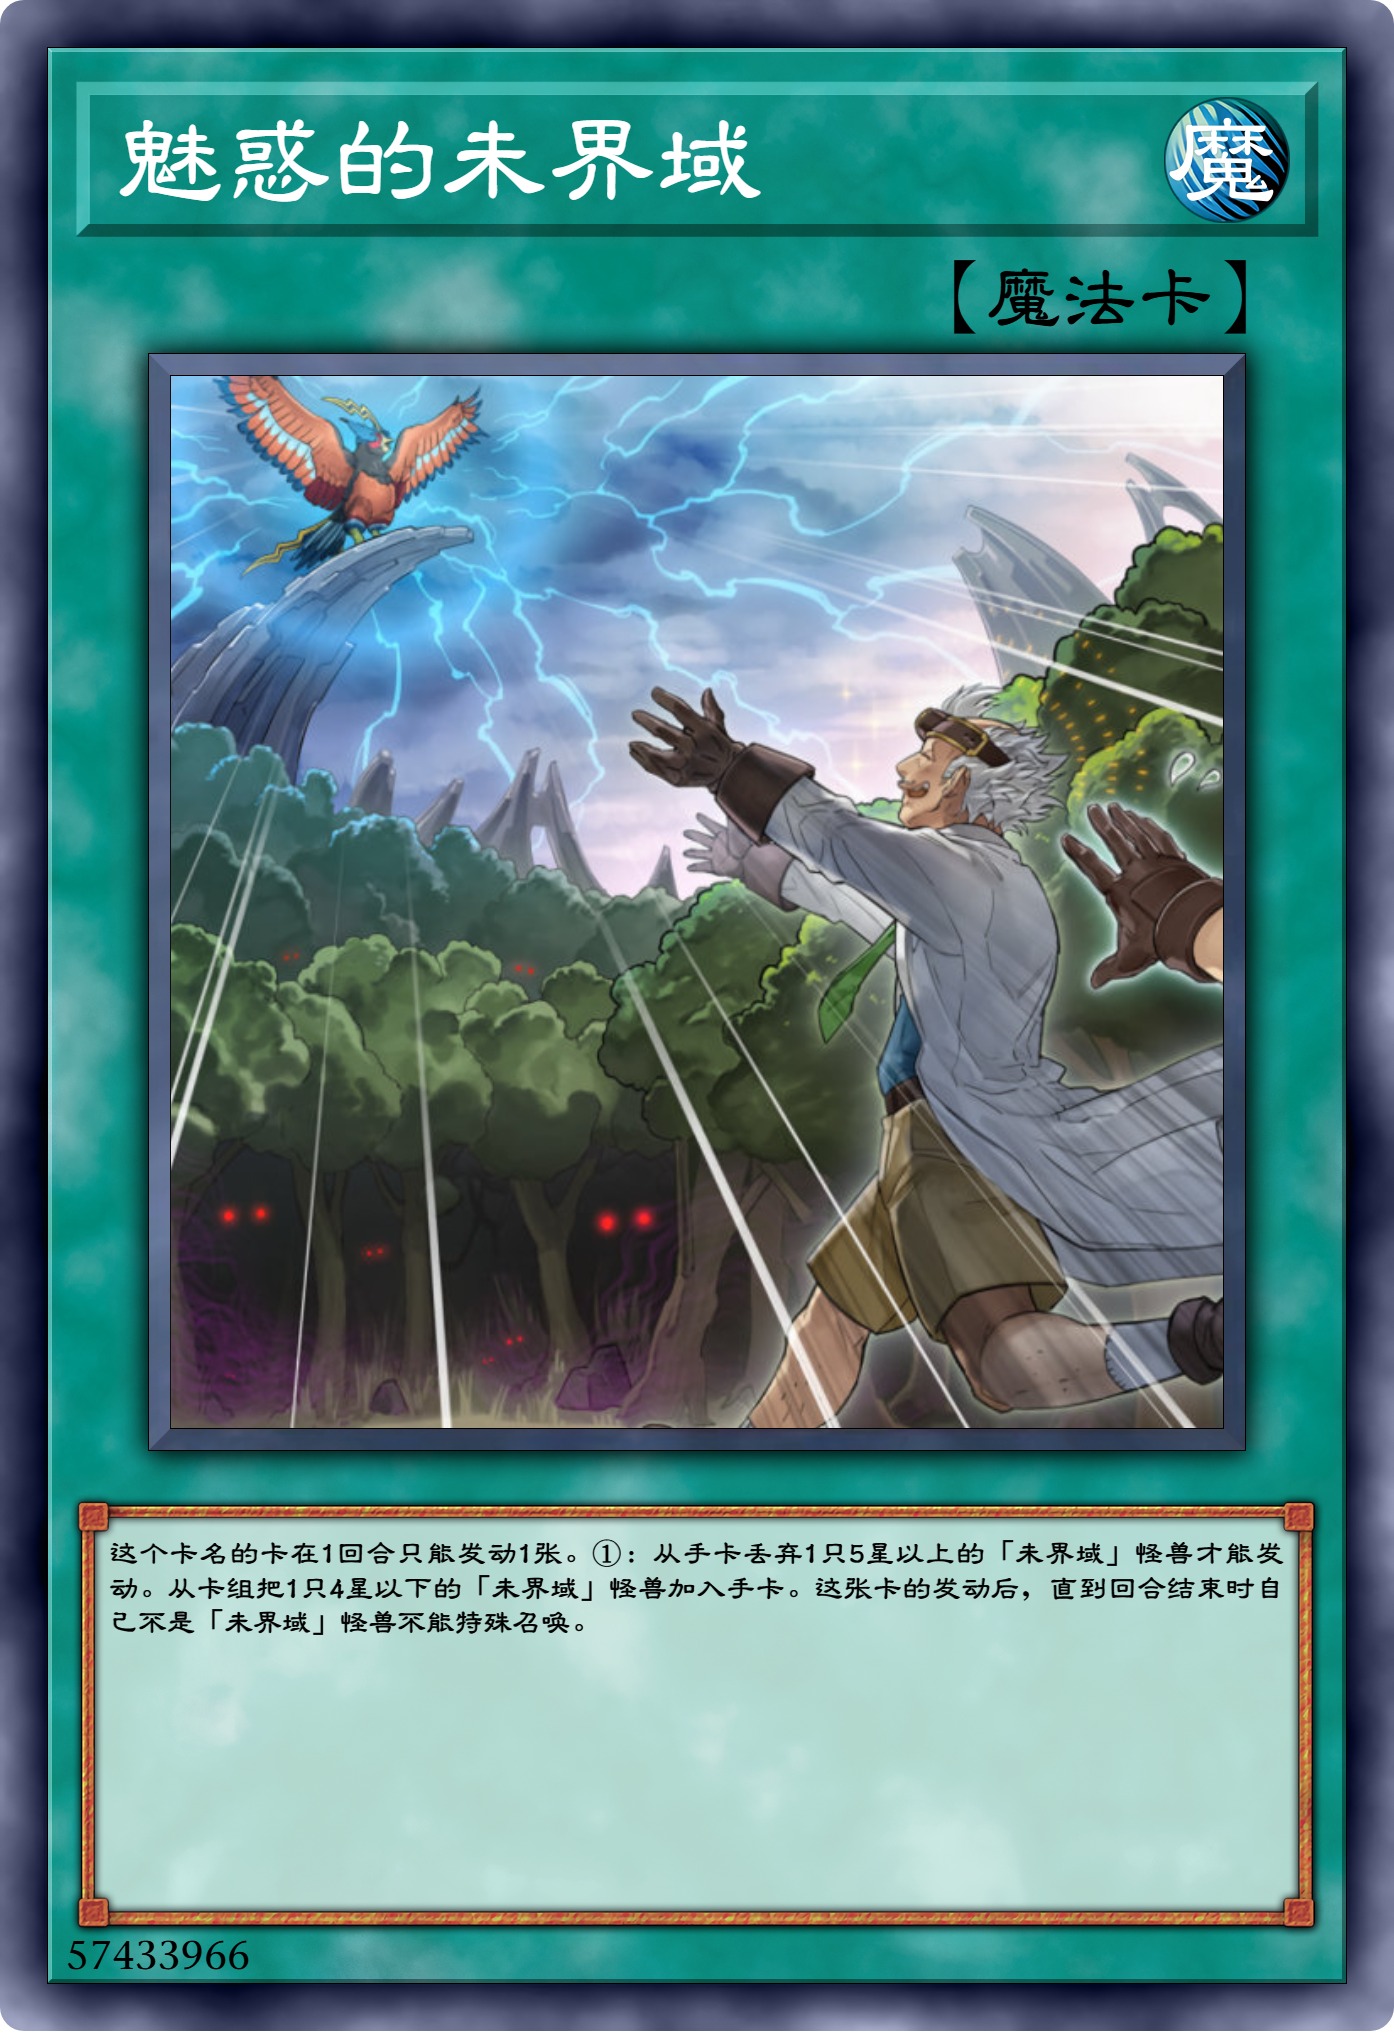 魅惑的未界域
魔
【魔法卡】
这个卡名的卡在1回合只能发动1张。①：从手卡丢弃1只5星以上的「未界域」怪兽才能发
动。从卡组把1只4星以下的「未界域」怪兽加入手卡。这张卡的发动后，直到回合结束时自
己不是「未界域」怪兽不能特殊召唤。
57433966